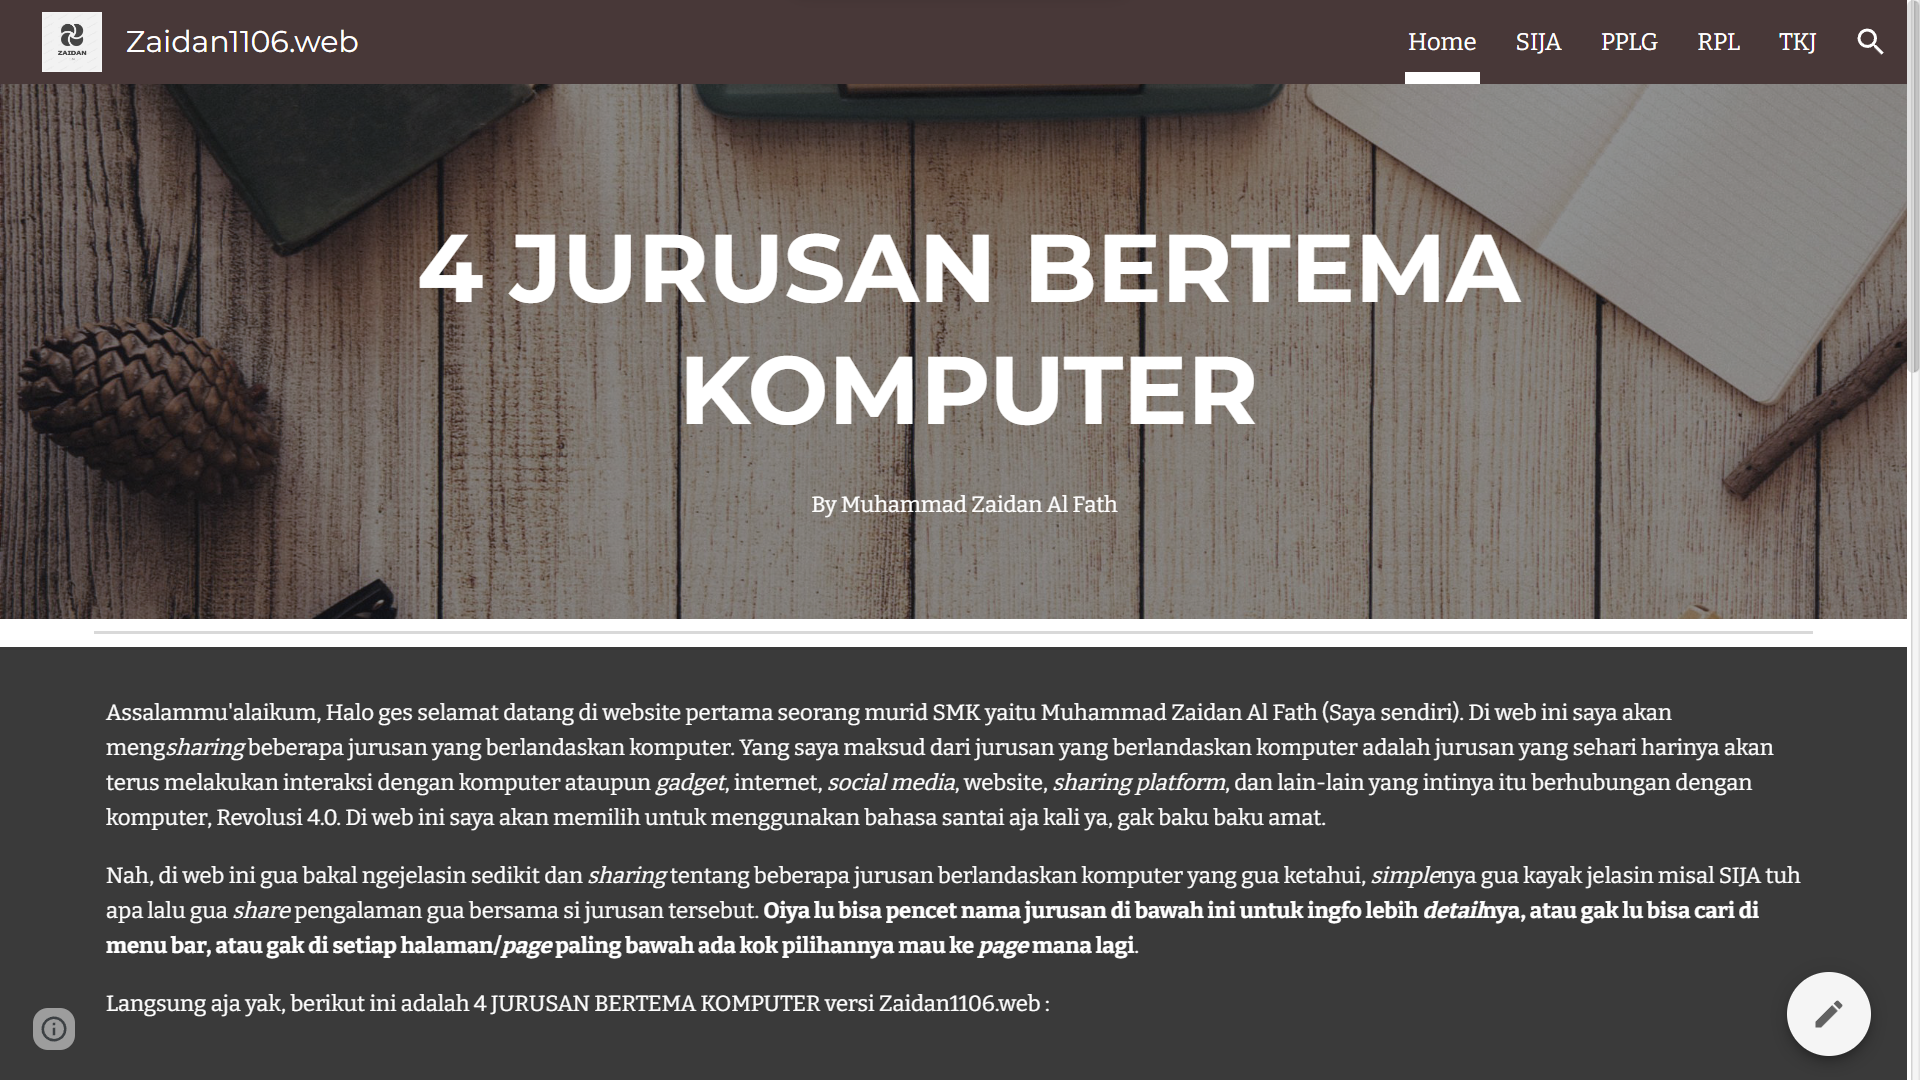 ZAIDAN
Zaidan1106.web
Home SIJA PPLG RPL TKJ
4 JURUSAN BERTEMA
KOMPUTER
By Muhammad Zaidan Al Fath
Assalammu'alaikum, Halo ges selamat datang di website pertama seorang murid SMK yaitu Muhammad Zaidan Al Fath (Saya sendiri). Di web ini saya akan
mengsharing beberapa jurusan yang berlandaskan komputer. Yang saya maksud dari jurusan yang berlandaskan komputer adalah jurusan yang sehari harinya akan
terus melakukan interaksi dengan komputer ataupun gadget, internet, social media, website, sharing platform, dan lain-lain yang intinya itu berhubungan dengan
komputer, Revolusi 4.0. Di web ini saya akan memilih untuk menggunakan bahasa santai aja kali ya, gak baku baku amat.
Nah, di web ini gua bakal ngejelasin sedikit dan sharing tentang beberapa jurusan berlandaskan komputer yang gua ketahui, simplenya gua kayak jelasin misal SIJA tuh
apa lalu gua share pengalaman gua bersama si jurusan tersebut. Oiya lu bisa pencet nama jurusan di bawah ini untuk ingfo lebih detailnya, atau gak lu bisa cari di
menu bar, atau gak di setiap halaman/page paling bawah ada kok pilihannya mau ke page mana lagi.
Langsung aja yak, berikut ini adalah 4 JURUSAN BERTEMA KOMPUTER versi Zaidan1106.web :